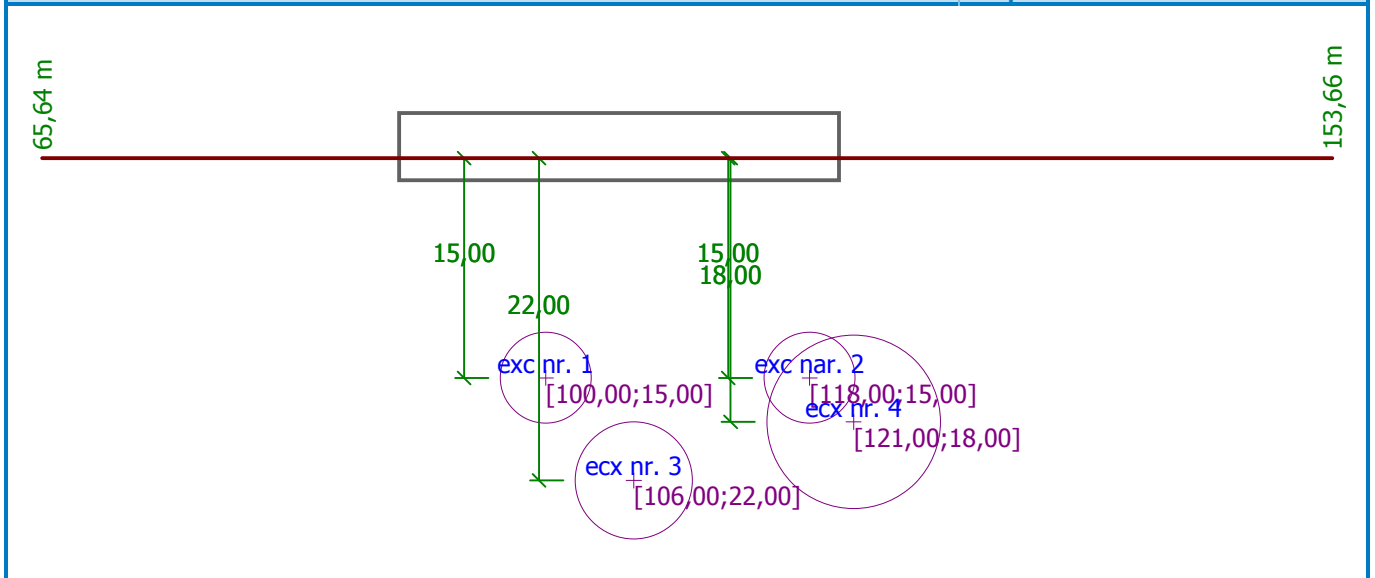 65,64 m
153,66 m
15,00
15,00
18,00
22,00
exc nr. 1
exc nar. 2
[100,00;15,00]
[118,00;15,00]
ecx nr. 4
[121,00;18,00]
ecx nr. 3
[106,00;22,00]